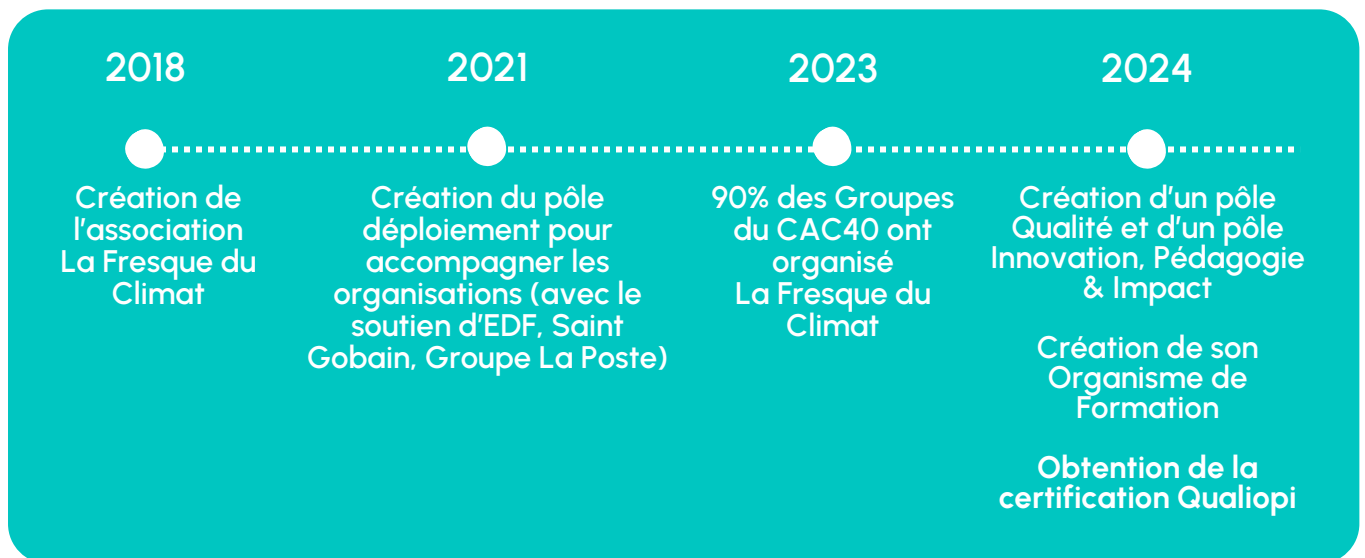 2018
Création de
l'association
La Fresque du
Climat
2021
Création du pôle
déploiement pour
accompagner les
organisations (avec le
soutien d'EDF, Saint
Gobain, Groupe La Poste)
2023
90% des Groupes
du CAC40 ont
organisé
La Fresque du
Climat
2024
Création d'un pôle
Qualité et d'un pôle
Innovation, Pédagogie
& Impact
Création de son
Organisme de
Formation
Obtention de la
certification Qualiopi